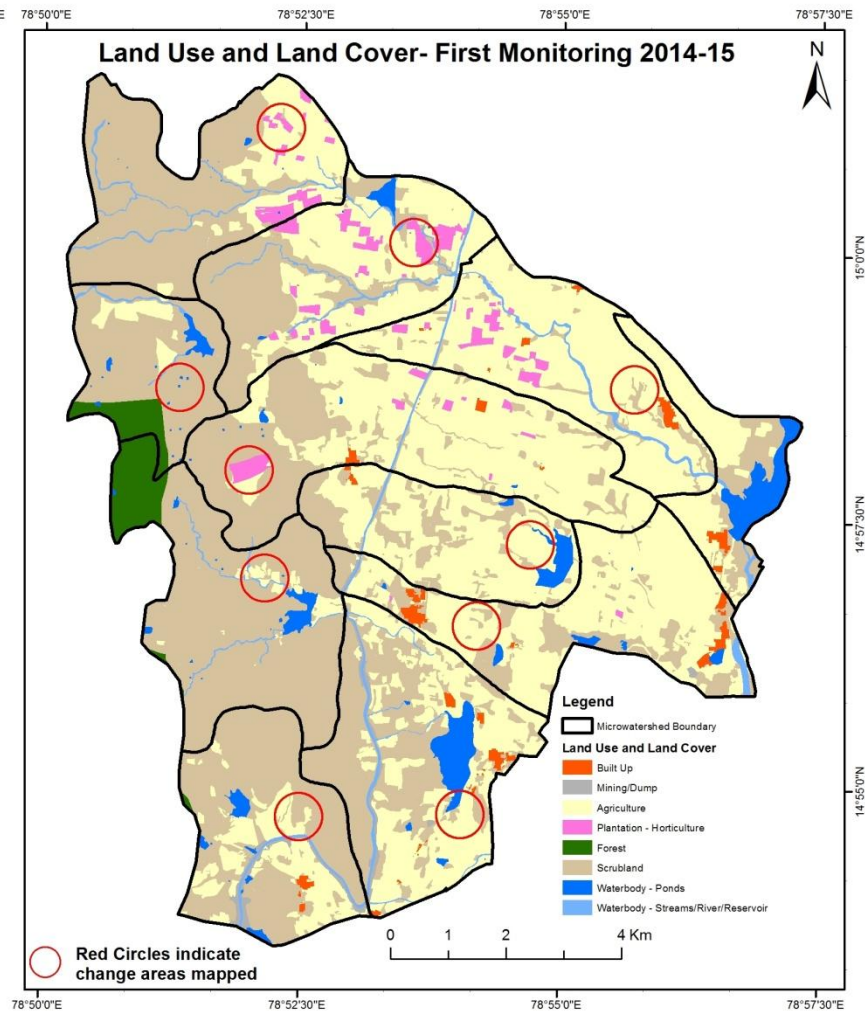 E
78°50'0"E
78°52'30"E
78°55'0"E
78°57'30"E
Land Use and Land Cover- First Monitoring 2014-15
N
15°0'0"N
14°57'30"N
14°55'0"N
Legend
Microwatershed Boundary
Land Use and Land Cover
Built Up
Mining/Dump
Agriculture
Plantation - Horticulture
Forest
Scrubland
Waterbody - Ponds
Waterbody - Streams/River/Reservoir
Red Circles indicate
change areas mapped
0 1 2 4 Km
78°50'0"E
78°52'30"E
78°55'0"E
78°57'30"E